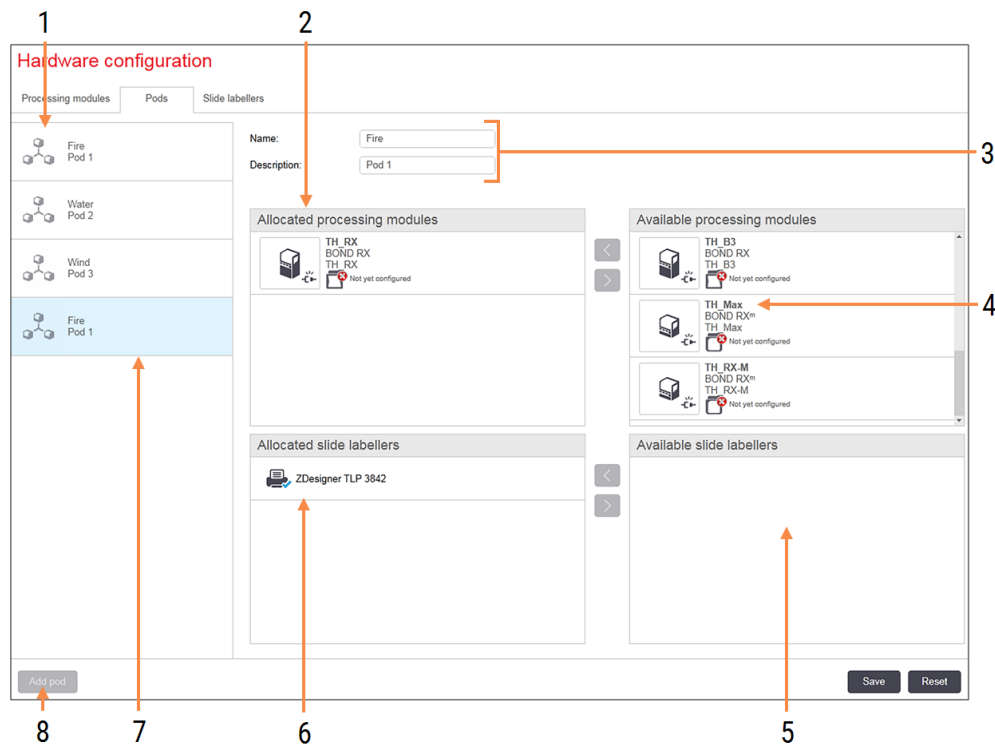 1
2
Hardware configuration
Processing modules
Pods
Slide labellers
Fire
Pod 1
Water
Pod 2
Wind
Pod 3
Fire
Pod 1
Name:
Fire
Description:
Pod 1
3
Allocated processing modules
TH_RX
BOND RX
TH_RX
Not yet configured
<
>
Available processing modules
TH_B3
BOND RX
TH_B3
Not yet configured
TH_Max
BOND RXᵐ
TH_Max
Not yet configured
4
TH_RX-M
BOND RXᵐ
TH_RX-M
Not yet configured
Allocated slide labellers
ZDesigner TLP 3842
<
>
Available slide labellers
Add pod
Save
Reset
8
7
6
5